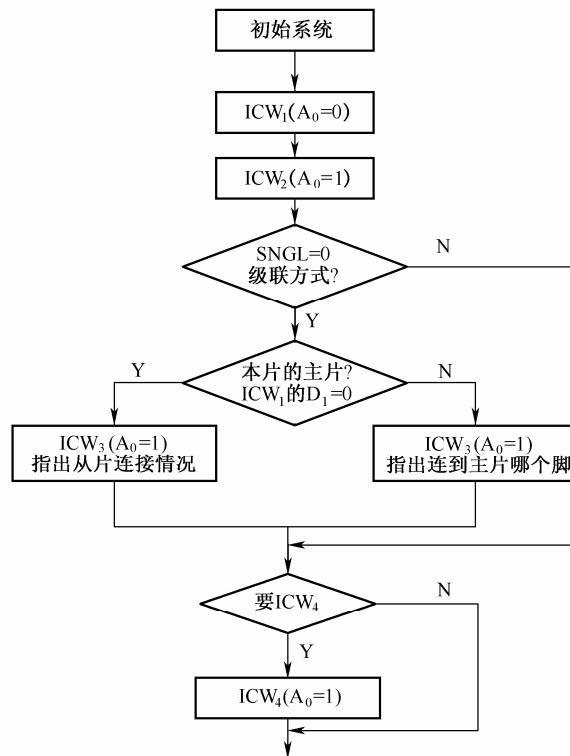 初始系统
ICW₁(A₀=0)
ICW₂(A₀=1)
SNGL=0
级联方式?
N
Y
本片的主片?
ICW₁的D₁=0
Y
N
ICW₃(A₀=1)
指出从片连接情况
ICW₃(A₀=1)
指出连到主片哪个脚
要ICW₄
N
Y
ICW₄(A₀=1)